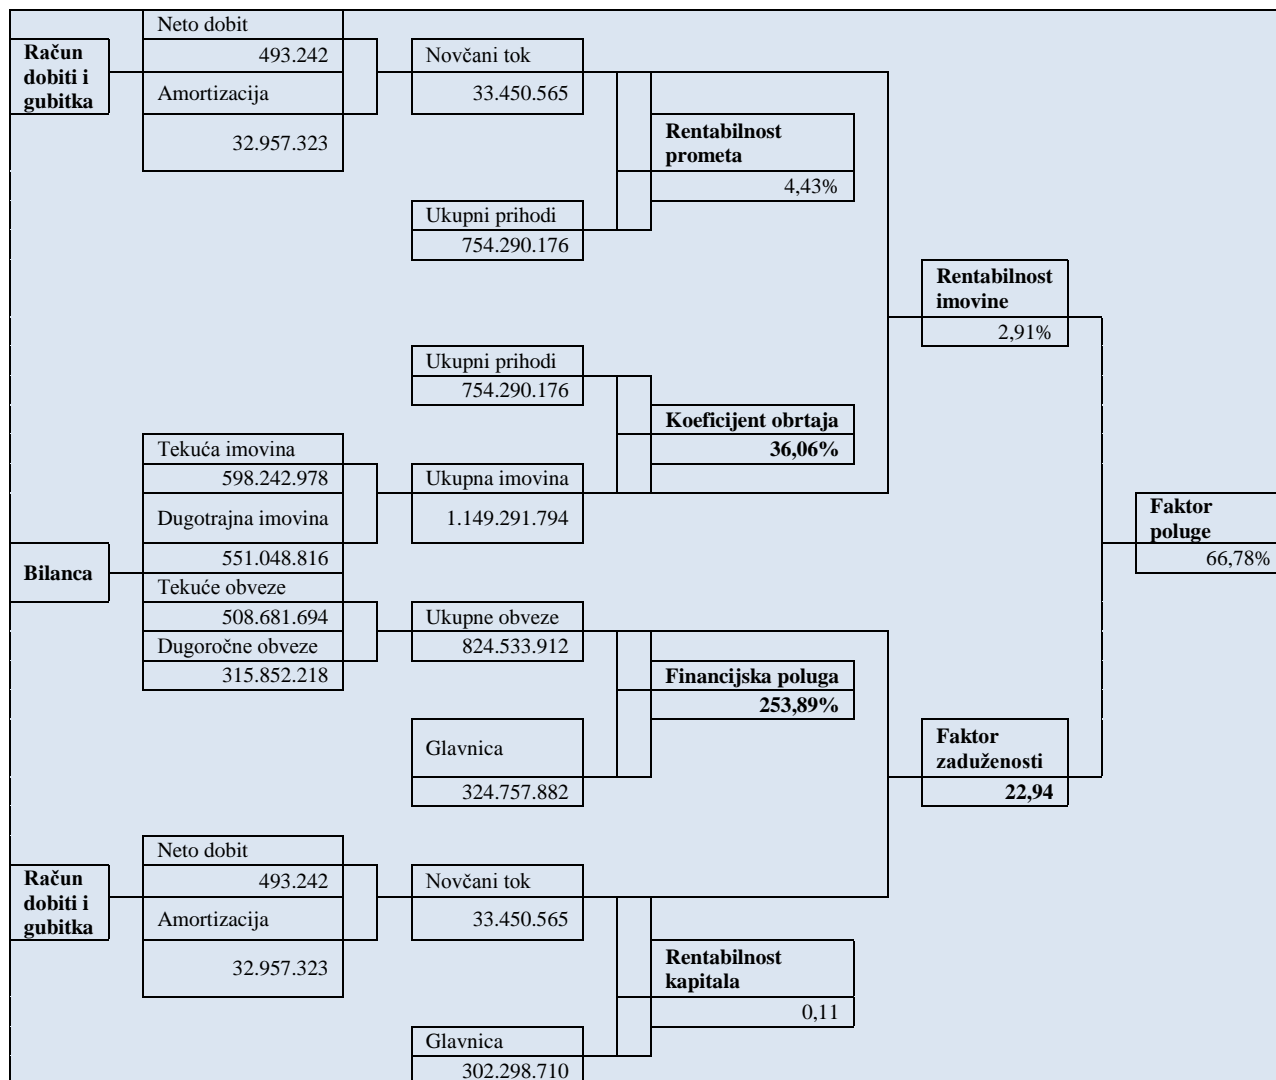 Neto dobit
Račun
dobiti i
gubitka
493.242
Amortizacija
32.957.323
Novčani tok
33.450.565
Rentabilnost
prometa
4,43%
Ukupni prihodi
754.290.176
Rentabilnost
imovine
2,91%
Ukupni prihodi
754.290.176
Koeficijent obrtaja
36,06%
Tekuća imovina
598.242.978
Dugotrajna imovina
551.048.816
Ukupna imovina
1.149.291.794
Faktor
poluge
66,78%
Bilanca
Tekuće obveze
508.681.694
Dugoročne obveze
315.852.218
Ukupne obveze
824.533.912
Financijska poluga
253,89%
Glavnica
324.757.882
Faktor
zaduženosti
22,94
Neto dobit
Račun
dobiti i
gubitka
493.242
Amortizacija
32.957.323
Novčani tok
33.450.565
Rentabilnost
kapitala
0,11
Glavnica
302.298.710